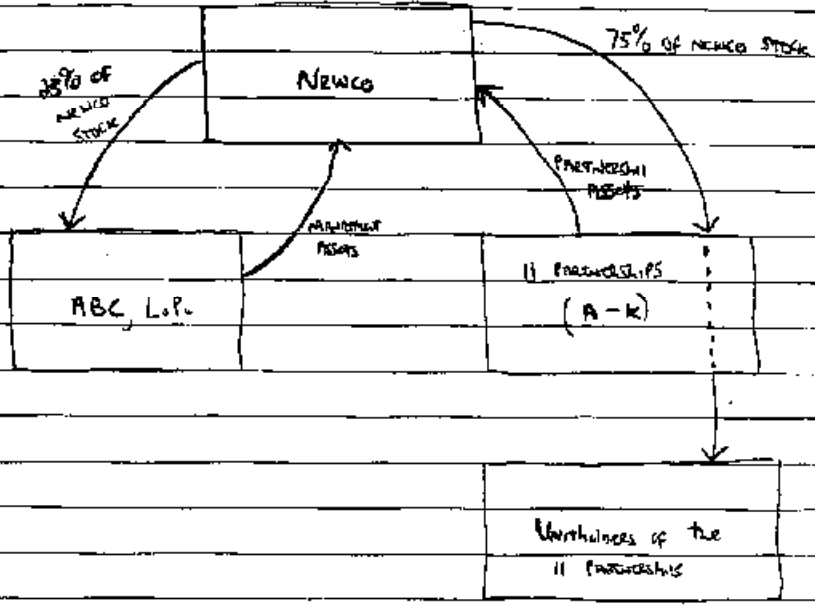 75% OF NEWCO STOCK
NEWCO
25% OF
NEWCO
STOCK
PARTNERSHIP
ASSETS
ASSETS
11 PARTNERSHIPS
(A-K)
ABC, L.P.
Unitholders of the
11 PARTNERSHIPS